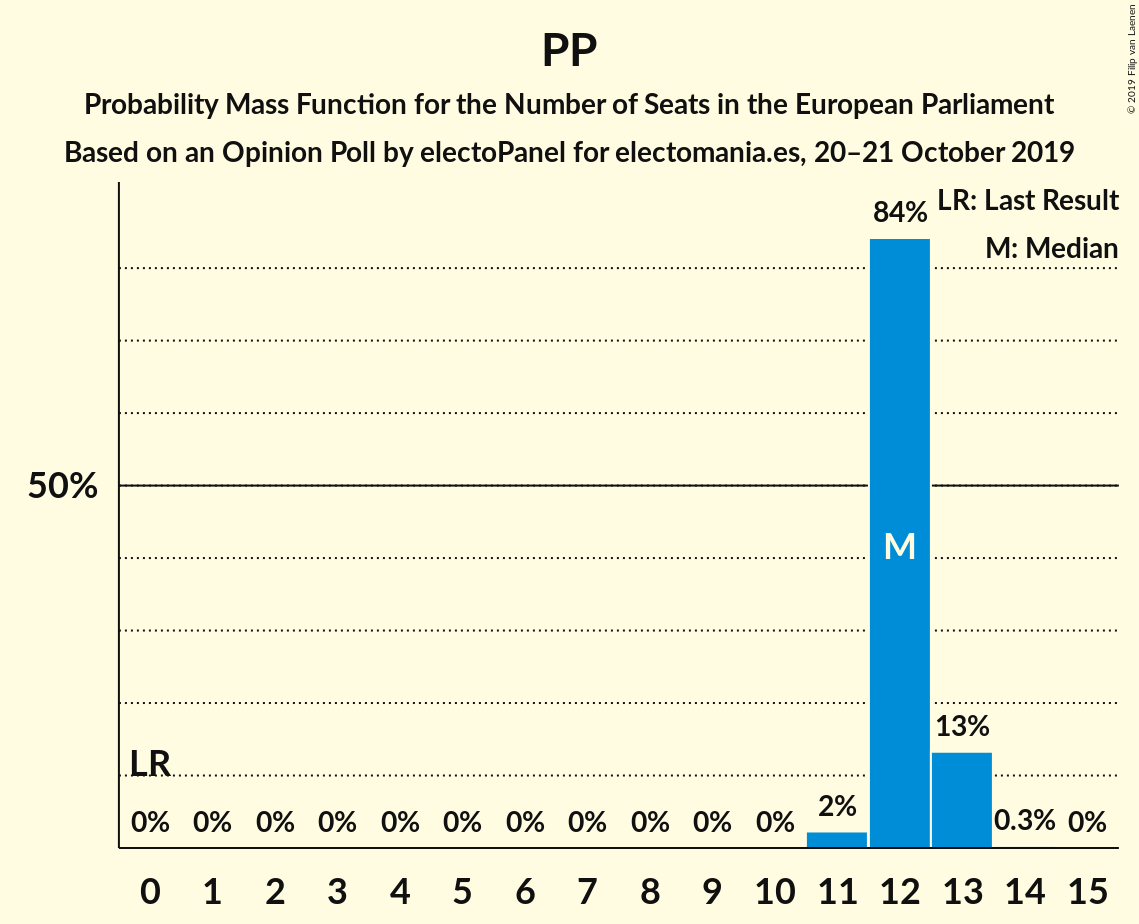 PP
Probability Mass Function for the Number of Seats in the European Parliament
Based on an Opinion Poll by electoPanel for electomania.es, 20–21 October 2019
© 2019 Filip van Laenen
LR: Last Result
M: Median
84%
50%
M
13%
LR
0% 0% 0% 0% 0% 0% 0% 0% 0% 0% 0% 2% 0.3% 0%
0 1 2 3 4 5 6 7 8 9 10 11 12 13 14 15